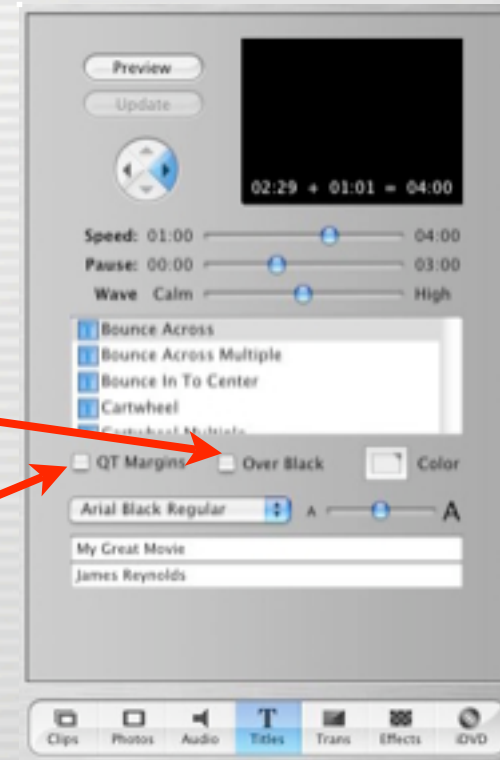 Preview
Update
02:29 + 01:01 = 04:00
Speed: 01:00 04:00
Pause: 00:00 03:00
Wave Calm High
Bounce Across
Bounce Across Multiple
Bounce In To Center
Cartwheel
Cartwheel Multiple
QT Margins Over Black Color
Arial Black Regular A A
My Great Movie
James Reynolds
Clips Photos Audio T Titles Trans Effects iDVD